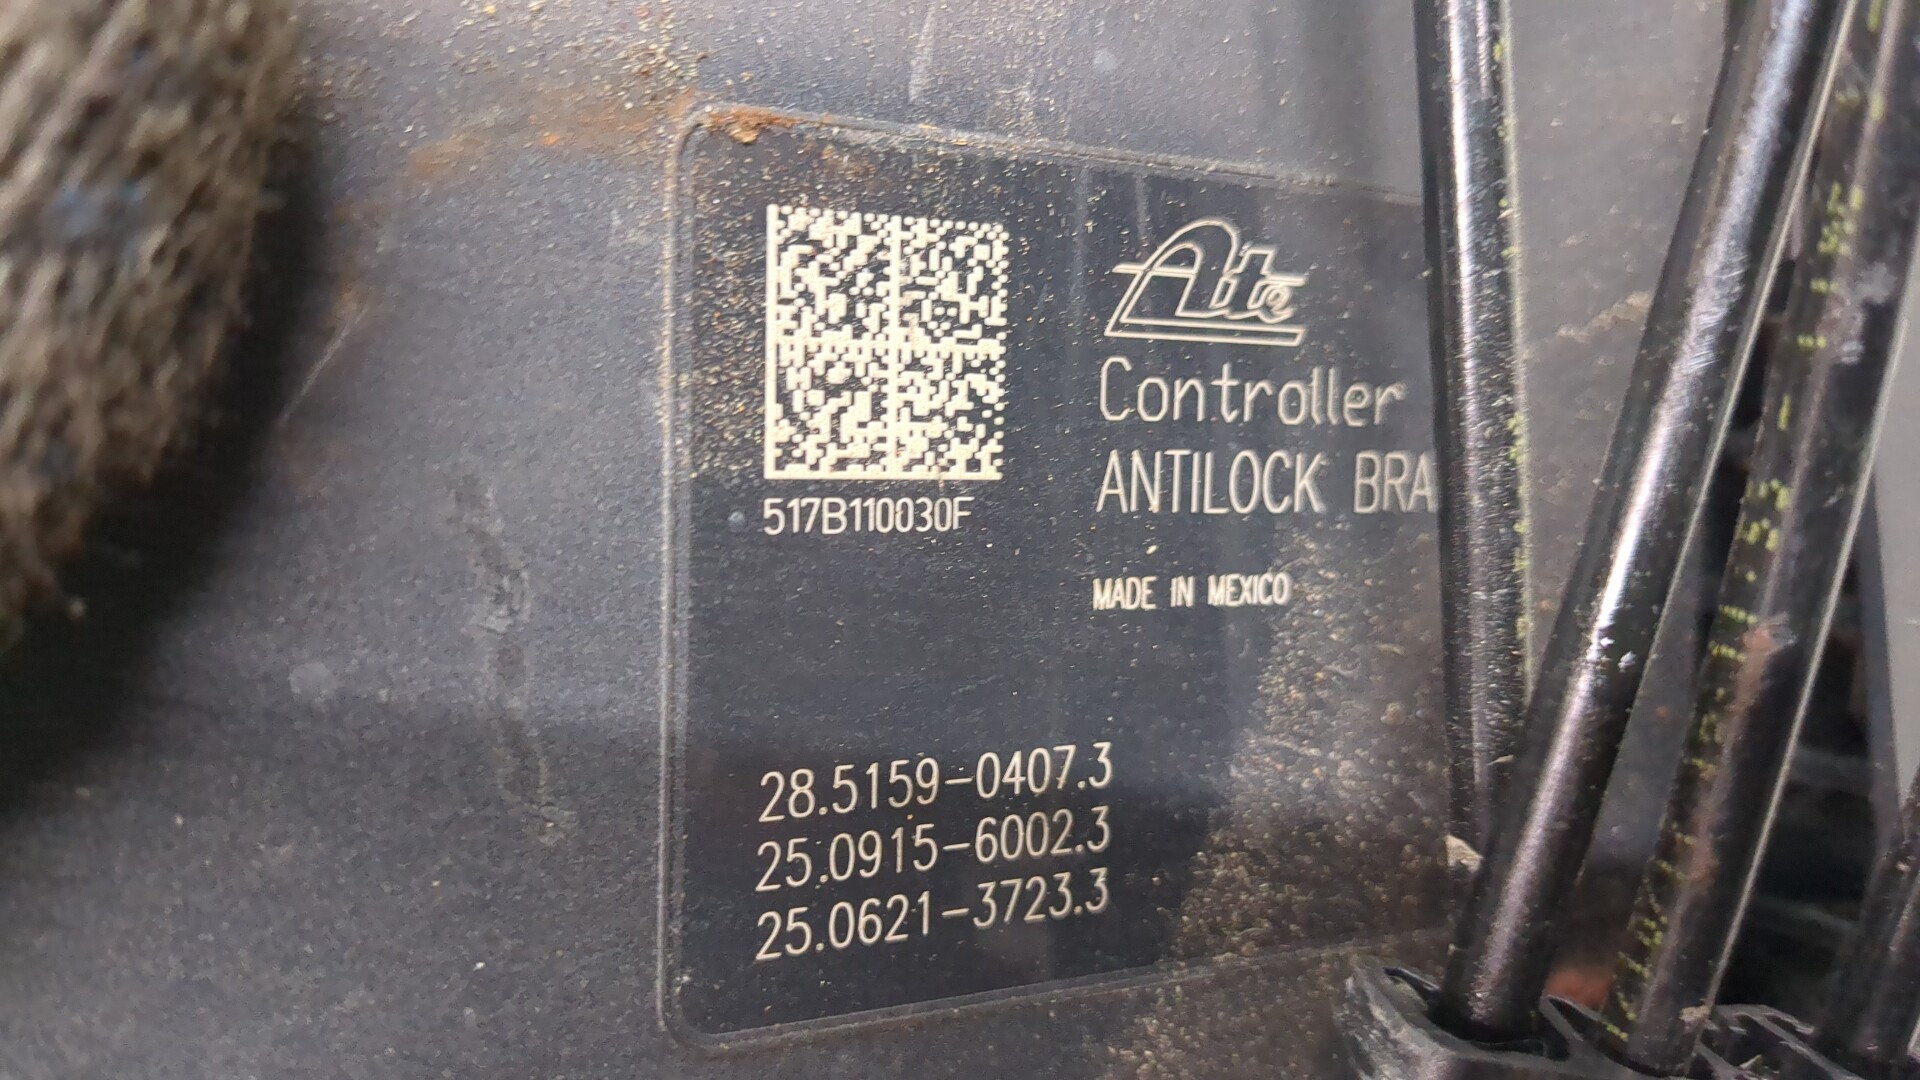 Ate
Controller
ANTILOCK BRA
517B110030F
MADE IN MEXICO
28.5159-0407.3
25.0915-6002.3
25.0621-3723.3